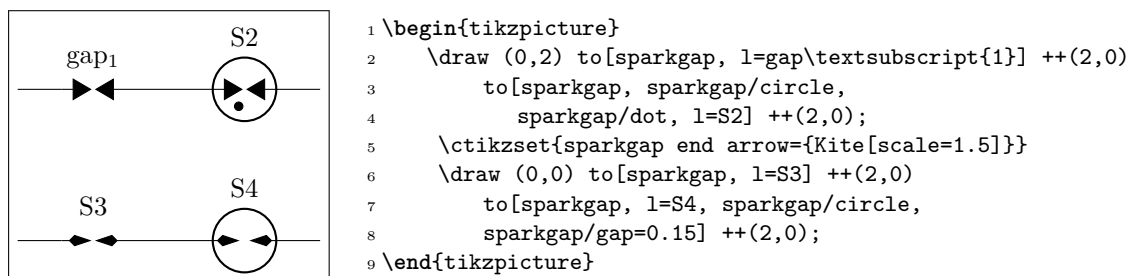 S2
gap₁
S4
S3
1 \begin{tikzpicture}
2     \draw (0,2) to[sparkgap, l=gap\textsubscript{1}] ++(2,0)
3         to[sparkgap, sparkgap/circle,
4            sparkgap/dot, l=S2] ++(2,0);
5      \ctikzset{sparkgap end arrow={Kite[scale=1.5]}}
6      \draw (0,0) to[sparkgap, l=S3] ++(2,0)
7         to[sparkgap, l=S4, sparkgap/circle,
8         sparkgap/gap=0.15] ++(2,0);
9 \end{tikzpicture}